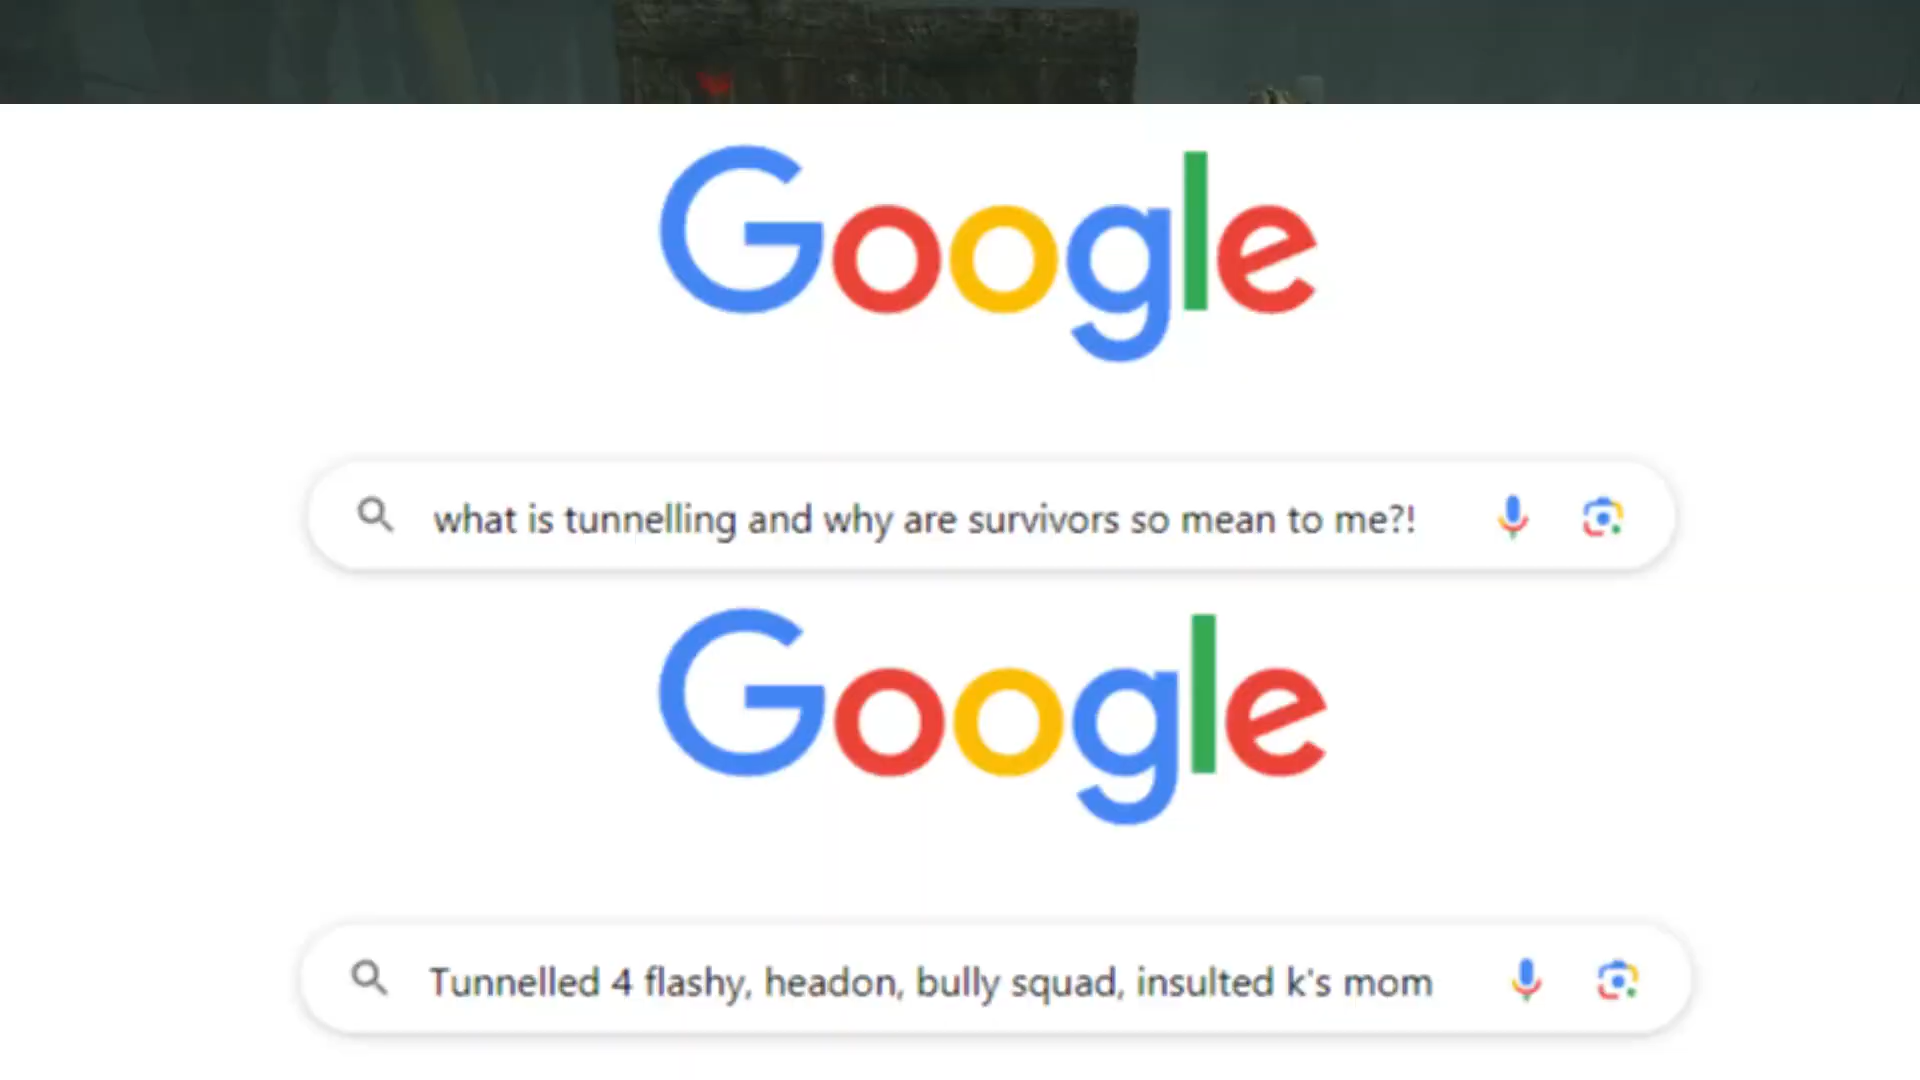 Google
what is tunnelling and why are survivors so mean to me?!
Google
Tunnelled 4 flashy, headon, bully squad, insulted k's mom